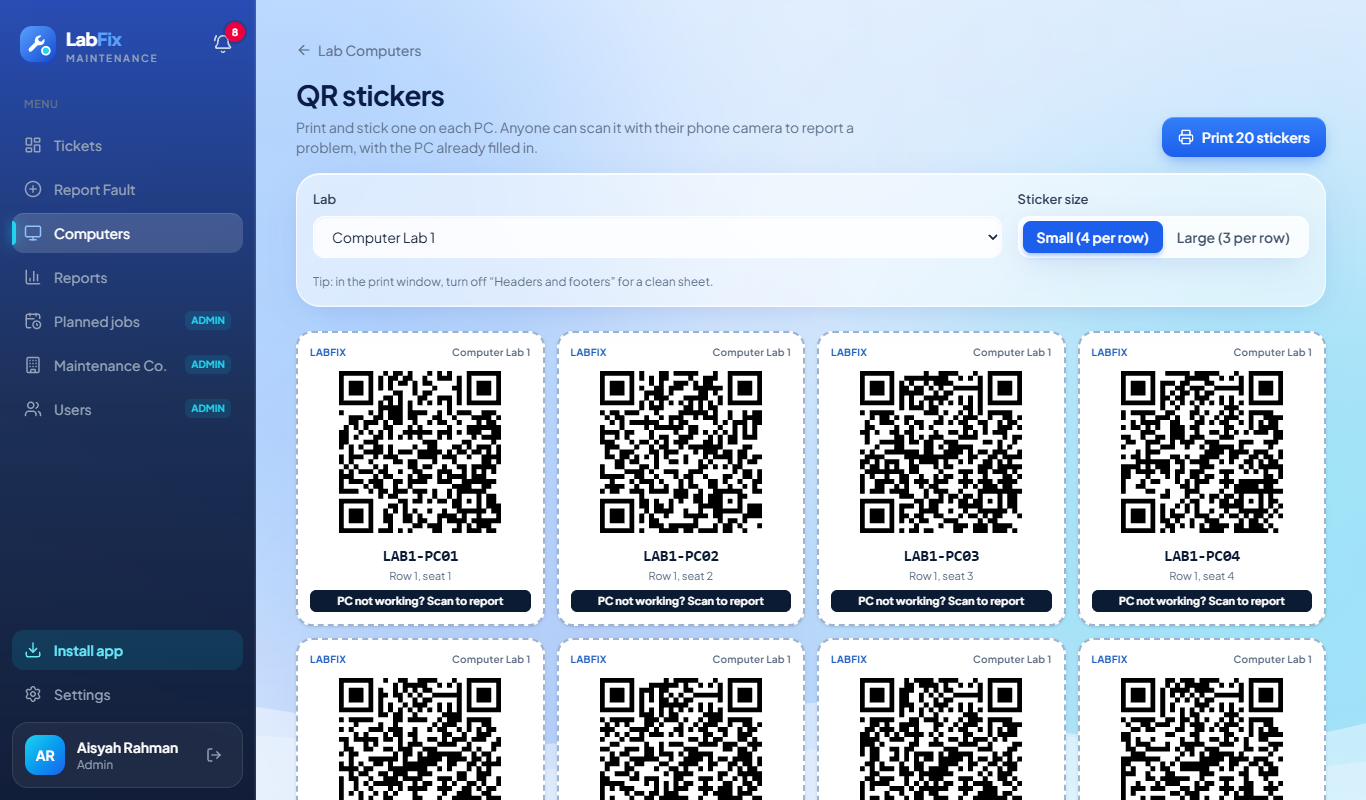 LabFix
MAINTENANCE
8
MENU
Tickets
Report Fault
Computers
Reports
Planned jobs ADMIN
Maintenance Co. ADMIN
Users ADMIN
Install app
Settings
AR
Aisyah Rahman
Admin
Lab Computers
QR stickers
Print and stick one on each PC. Anyone can scan it with their phone camera to report a
problem, with the PC already filled in.
Print 20 stickers
Lab
Computer Lab 1
Sticker size
Small (4 per row) Large (3 per row)
Tip: in the print window, turn off "Headers and footers" for a clean sheet.
LABFIX Computer Lab 1
LAB1-PC01
Row 1, seat 1
PC not working? Scan to report
LABFIX Computer Lab 1
LAB1-PC02
Row 1, seat 2
PC not working? Scan to report
LABFIX Computer Lab 1
LAB1-PC03
Row 1, seat 3
PC not working? Scan to report
LABFIX Computer Lab 1
LAB1-PC04
Row 1, seat 4
PC not working? Scan to report
LABFIX Computer Lab 1
LABFIX Computer Lab 1
LABFIX Computer Lab 1
LABFIX Computer Lab 1